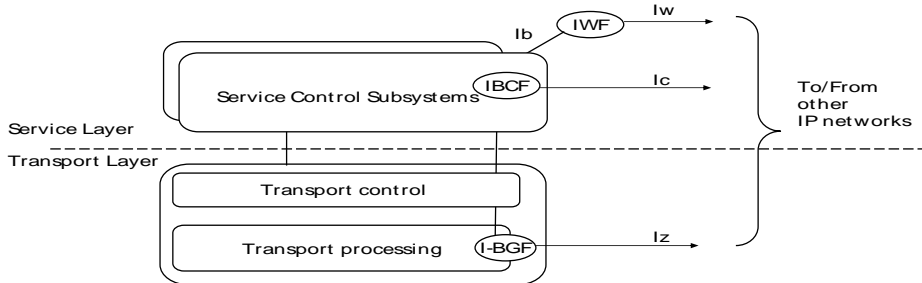 Iw
IWF
Ib
IBCF
Ic
Service Control Subsystems
To/From
other
IP networks
Service Layer
Transport Layer
Transport control
Transport processing
I-BGF
Iz